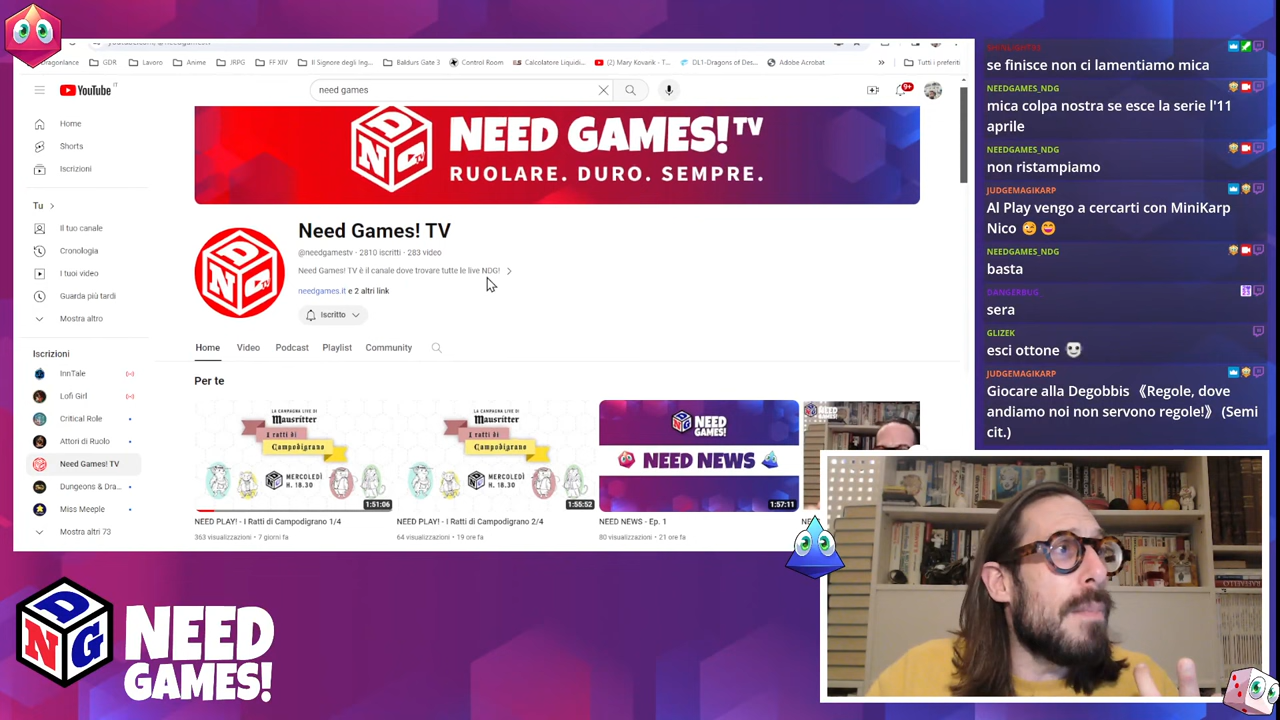 Dragonlance
GDR
Lavoro
Anime
JRPG
FF XIV
Il Signore degli Ing...
Baldurs Gate 3
Control Room
Calcolatore Liquidi...
(2) Mary Kovarik - T...
DL1-Dragons of Des...
Adobe Acrobat
Tutti i preferiti
YouTube IT
need games
9+
Home
Shorts
Iscrizioni
Tu
Il tuo canale
Cronologia
I tuoi video
Guarda più tardi
Mostra altro
Iscrizioni
InnTale
Lofi Girl
Critical Role
Attori di Ruolo
Need Games! TV
Dungeons & Dra...
Miss Meeple
Mostra altri 73
NDG TV
NEED GAMES!TV
RUOLARE. DURO. SEMPRE.
NDG TV
Need Games! TV
@needgamestv · 2810 iscritti · 283 video
Need Games! TV è il canale dove trovare tutte le live NDG!
needgames.it e 2 altri link
Iscritto
Home
Video
Podcast
Playlist
Community
Per te
LA CAMPAGNA LIVE DI
Mausritter
I ratti di
Campodigrano
MERCOLEDÌ
H. 18.30
1:51:06
NEED PLAY! - I Ratti di Campodigrano 1/4
363 visualizzazioni · 7 giorni fa
LA CAMPAGNA LIVE DI
Mausritter
I ratti di
Campodigrano
MERCOLEDÌ
H. 18.30
1:55:52
NEED PLAY! - I Ratti di Campodigrano 2/4
64 visualizzazioni · 19 ore fa
NEED
GAMES!
NEED NEWS
1:57:11
NEED NEWS - Ep. 1
80 visualizzazioni · 21 ore fa
se finisce non ci lamentiamo mica
NEEDGAMES_NDG
mica colpa nostra se esce la serie l'11
aprile
NEEDGAMES_NDG
non ristampiamo
JUDGEMAGIKARP
Al Play vengo a cercarti con MiniKarp
Nico 😉😄
NEEDGAMES_NDG
basta
DANGERBUG
sera
GLIZEK
esci ottone
JUDGEMAGIKARP
Giocare alla Degobbis 《Regole, dove
andiamo noi non servono regole!》 (Semi
cit.)
NDG
NEED
GAMES!